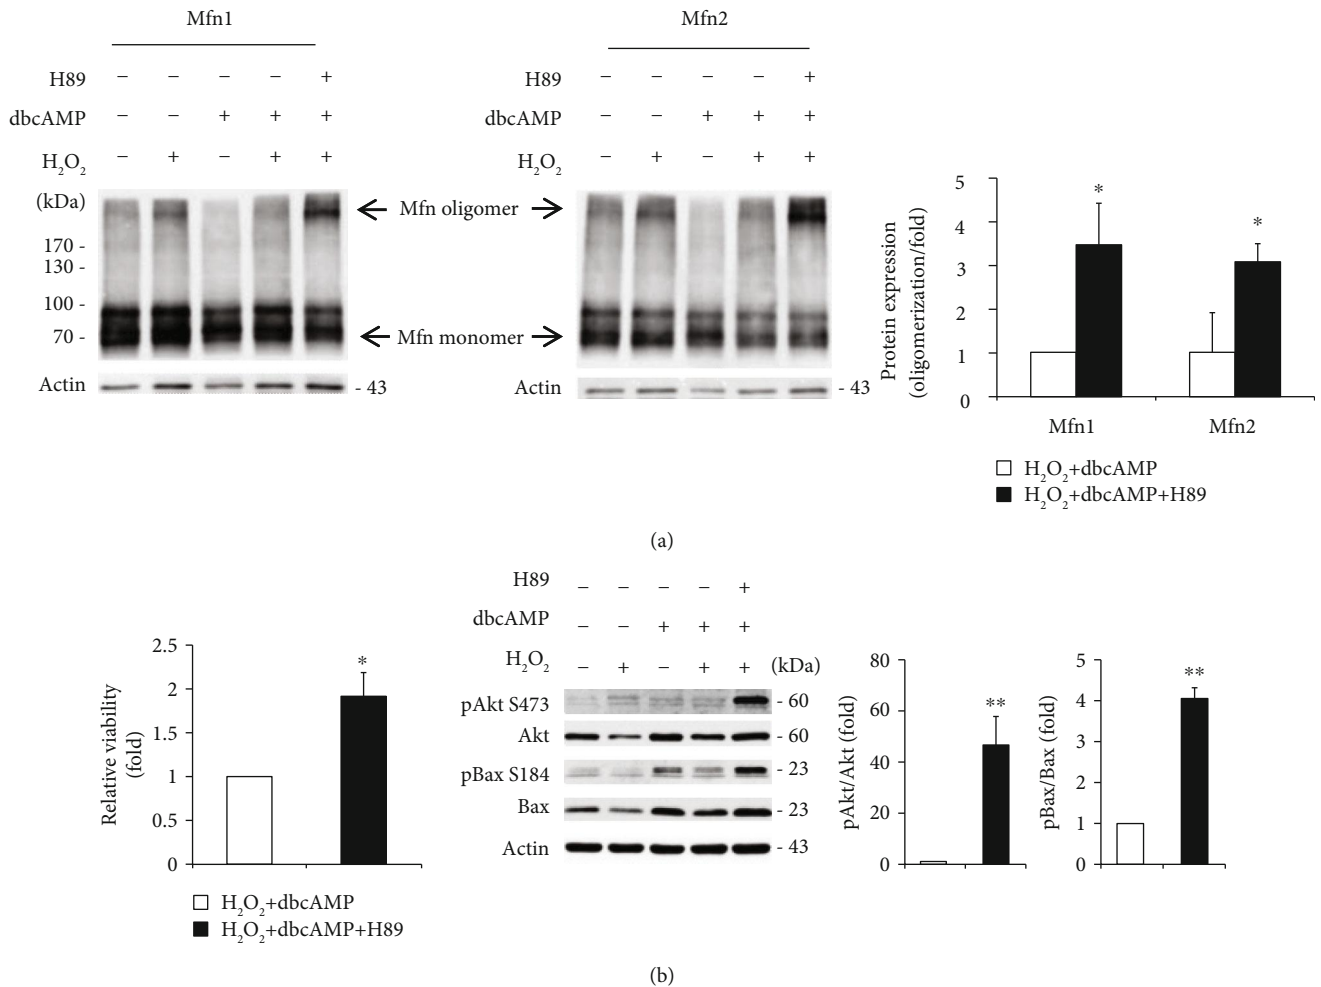 Mfn1
H89 − − − − +
dbcAMP − − + + +
H₂O₂ − + − + +
(kDa)
170 -
130 -
100 -
70 -
Actin - 43
Mfn oligomer
Mfn monomer
Mfn2
H89 − − − − +
dbcAMP − − + + +
H₂O₂ − + − + +
Actin - 43
Protein expression
(oligomerization/fold)
5
4
3
2
1
0
* *
Mfn1 Mfn2
H₂O₂+dbcAMP
H₂O₂+dbcAMP+H89
(a)
Relative viability
(fold)
2.5
2
1.5
1
0.5
0
*
H₂O₂+dbcAMP
H₂O₂+dbcAMP+H89
H89 − − − − +
dbcAMP − − + + +
H₂O₂ − + − + + (kDa)
pAkt S473 - 60
Akt - 60
pBax S184 - 23
Bax - 23
Actin - 43
pAkt/Akt (fold)
80
60
40
20
0
**
pBax/Bax (fold)
5
4
3
2
1
0
**
(b)